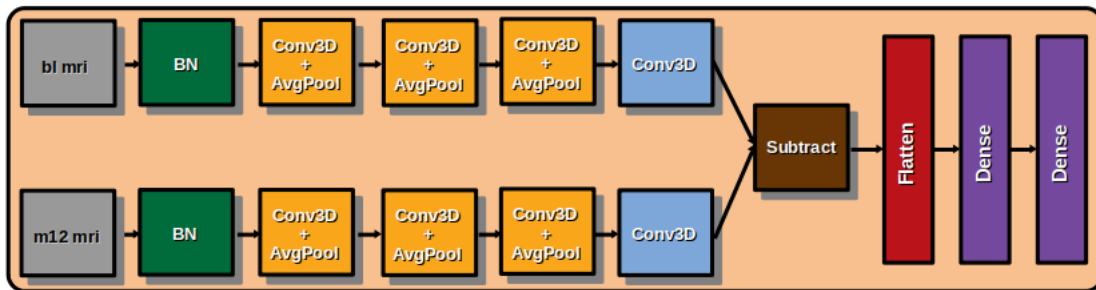 bl mri
BN
Conv3D
+
AvgPool
Conv3D
+
AvgPool
Conv3D
+
AvgPool
Conv3D
m12 mri
BN
Conv3D
+
AvgPool
Conv3D
+
AvgPool
Conv3D
+
AvgPool
Conv3D
Subtract
Flatten
Dense
Dense